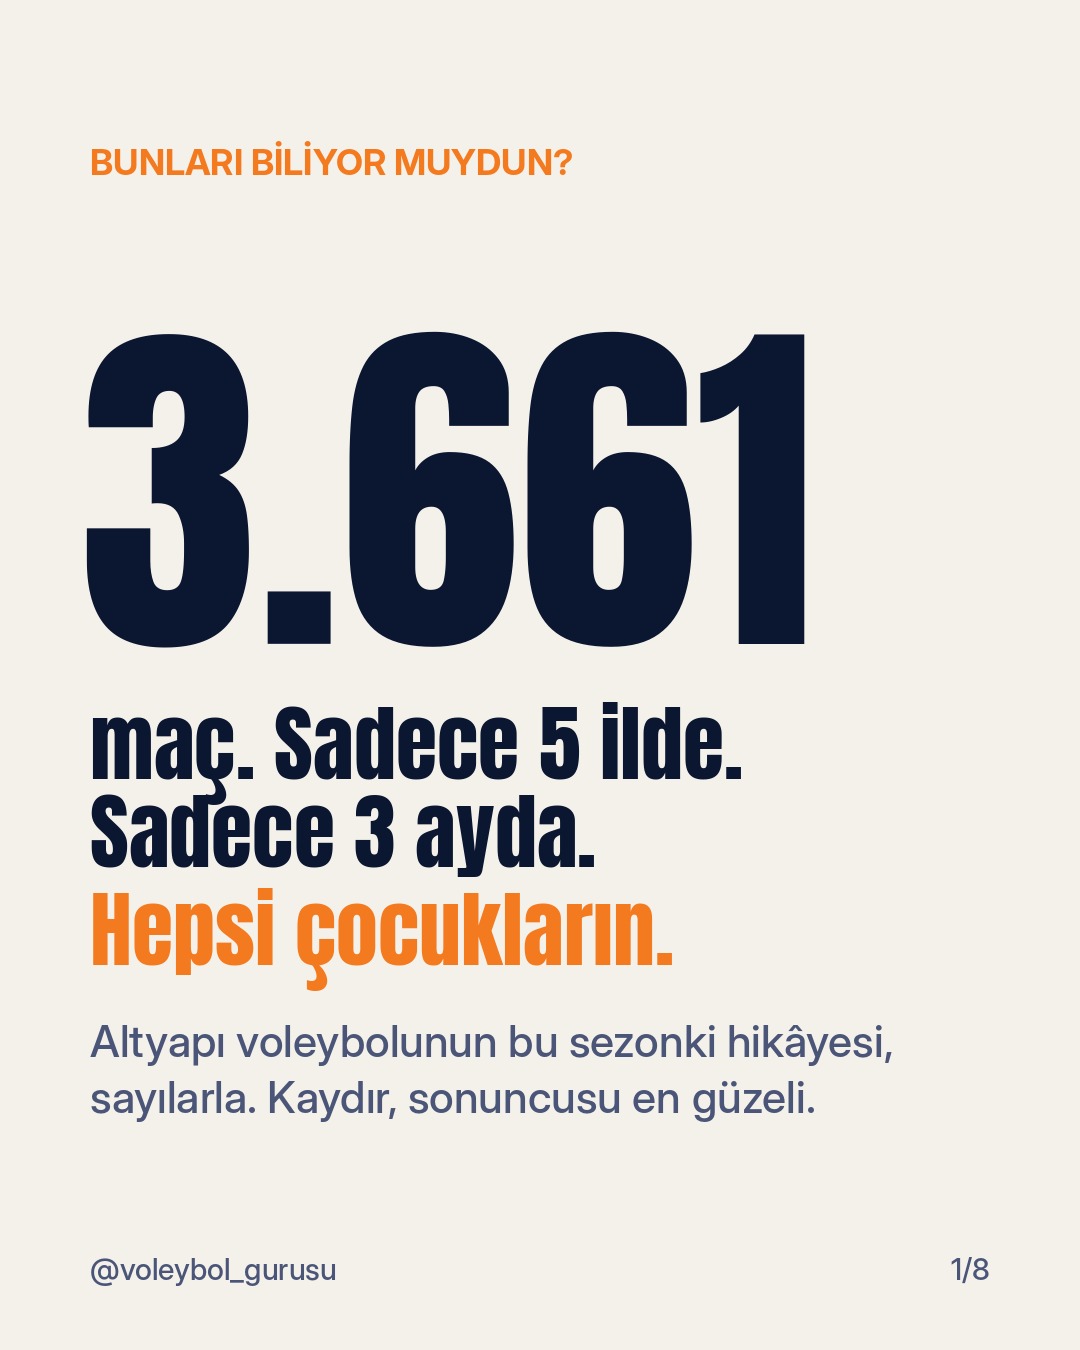 BUNLARI BİLİYOR MUYDUN?
3.661
maç. Sadece 5 ilde.
Sadece 3 ayda.
Hepsi çocukların.
Altyapı voleybolunun bu sezonki hikâyesi,
sayılarla. Kaydır, sonuncusu en güzeli.
@voleybol_gurusu
1/8